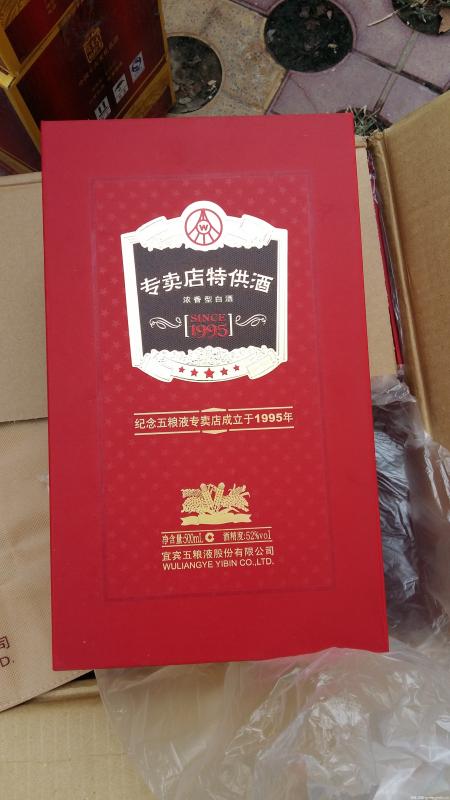 W
专卖店特供酒
浓香型白酒
SINCE
1995
纪念五粮液专卖店成立于1995年
净含量:500mL 酒精度:52%vol
宜宾五粮液股份有限公司
WULIANGYE YIBIN CO.,LTD.
司
D.